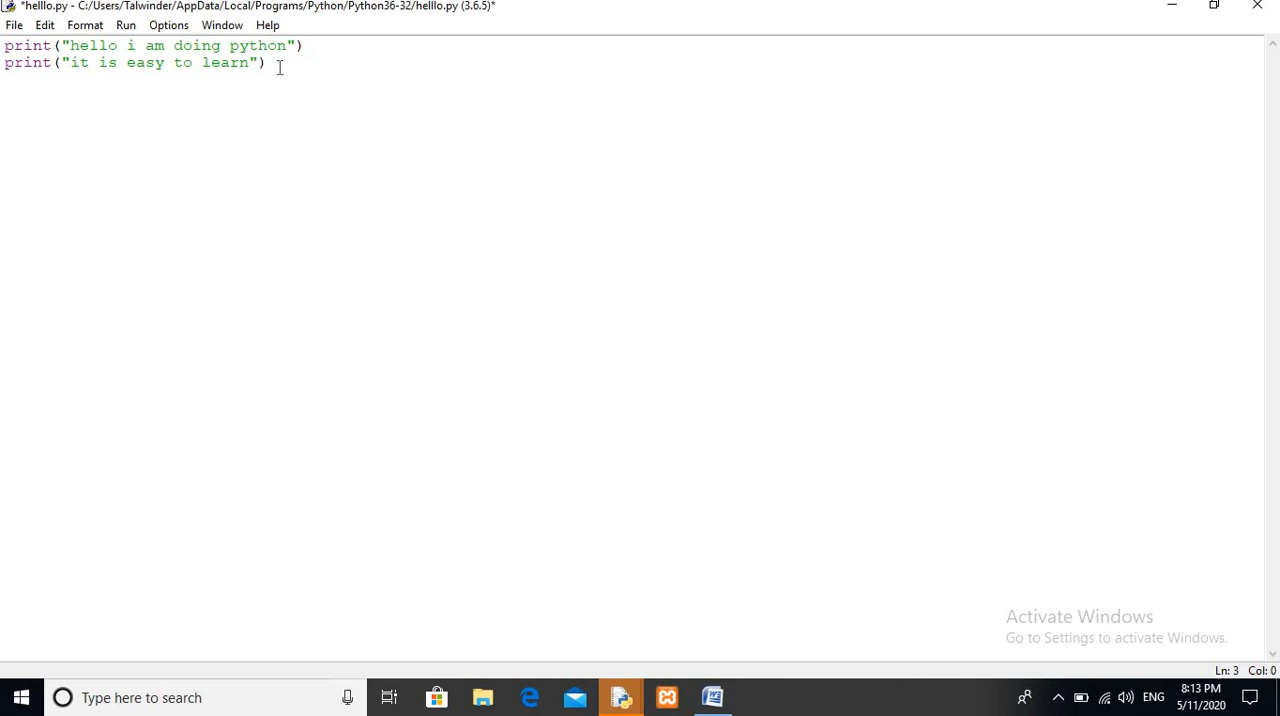 *helllo.py - C:/Users/Talwinder/AppData/Local/Programs/Python/Python36-32/helllo.py (3.6.5)*
File Edit Format Run Options Window Help
print("hello i am doing python")
print("it is easy to learn")
Activate Windows
Go to Settings to activate Windows.
Ln: 3 Col: 0
Type here to search
ENG
8:13 PM
5/11/2020